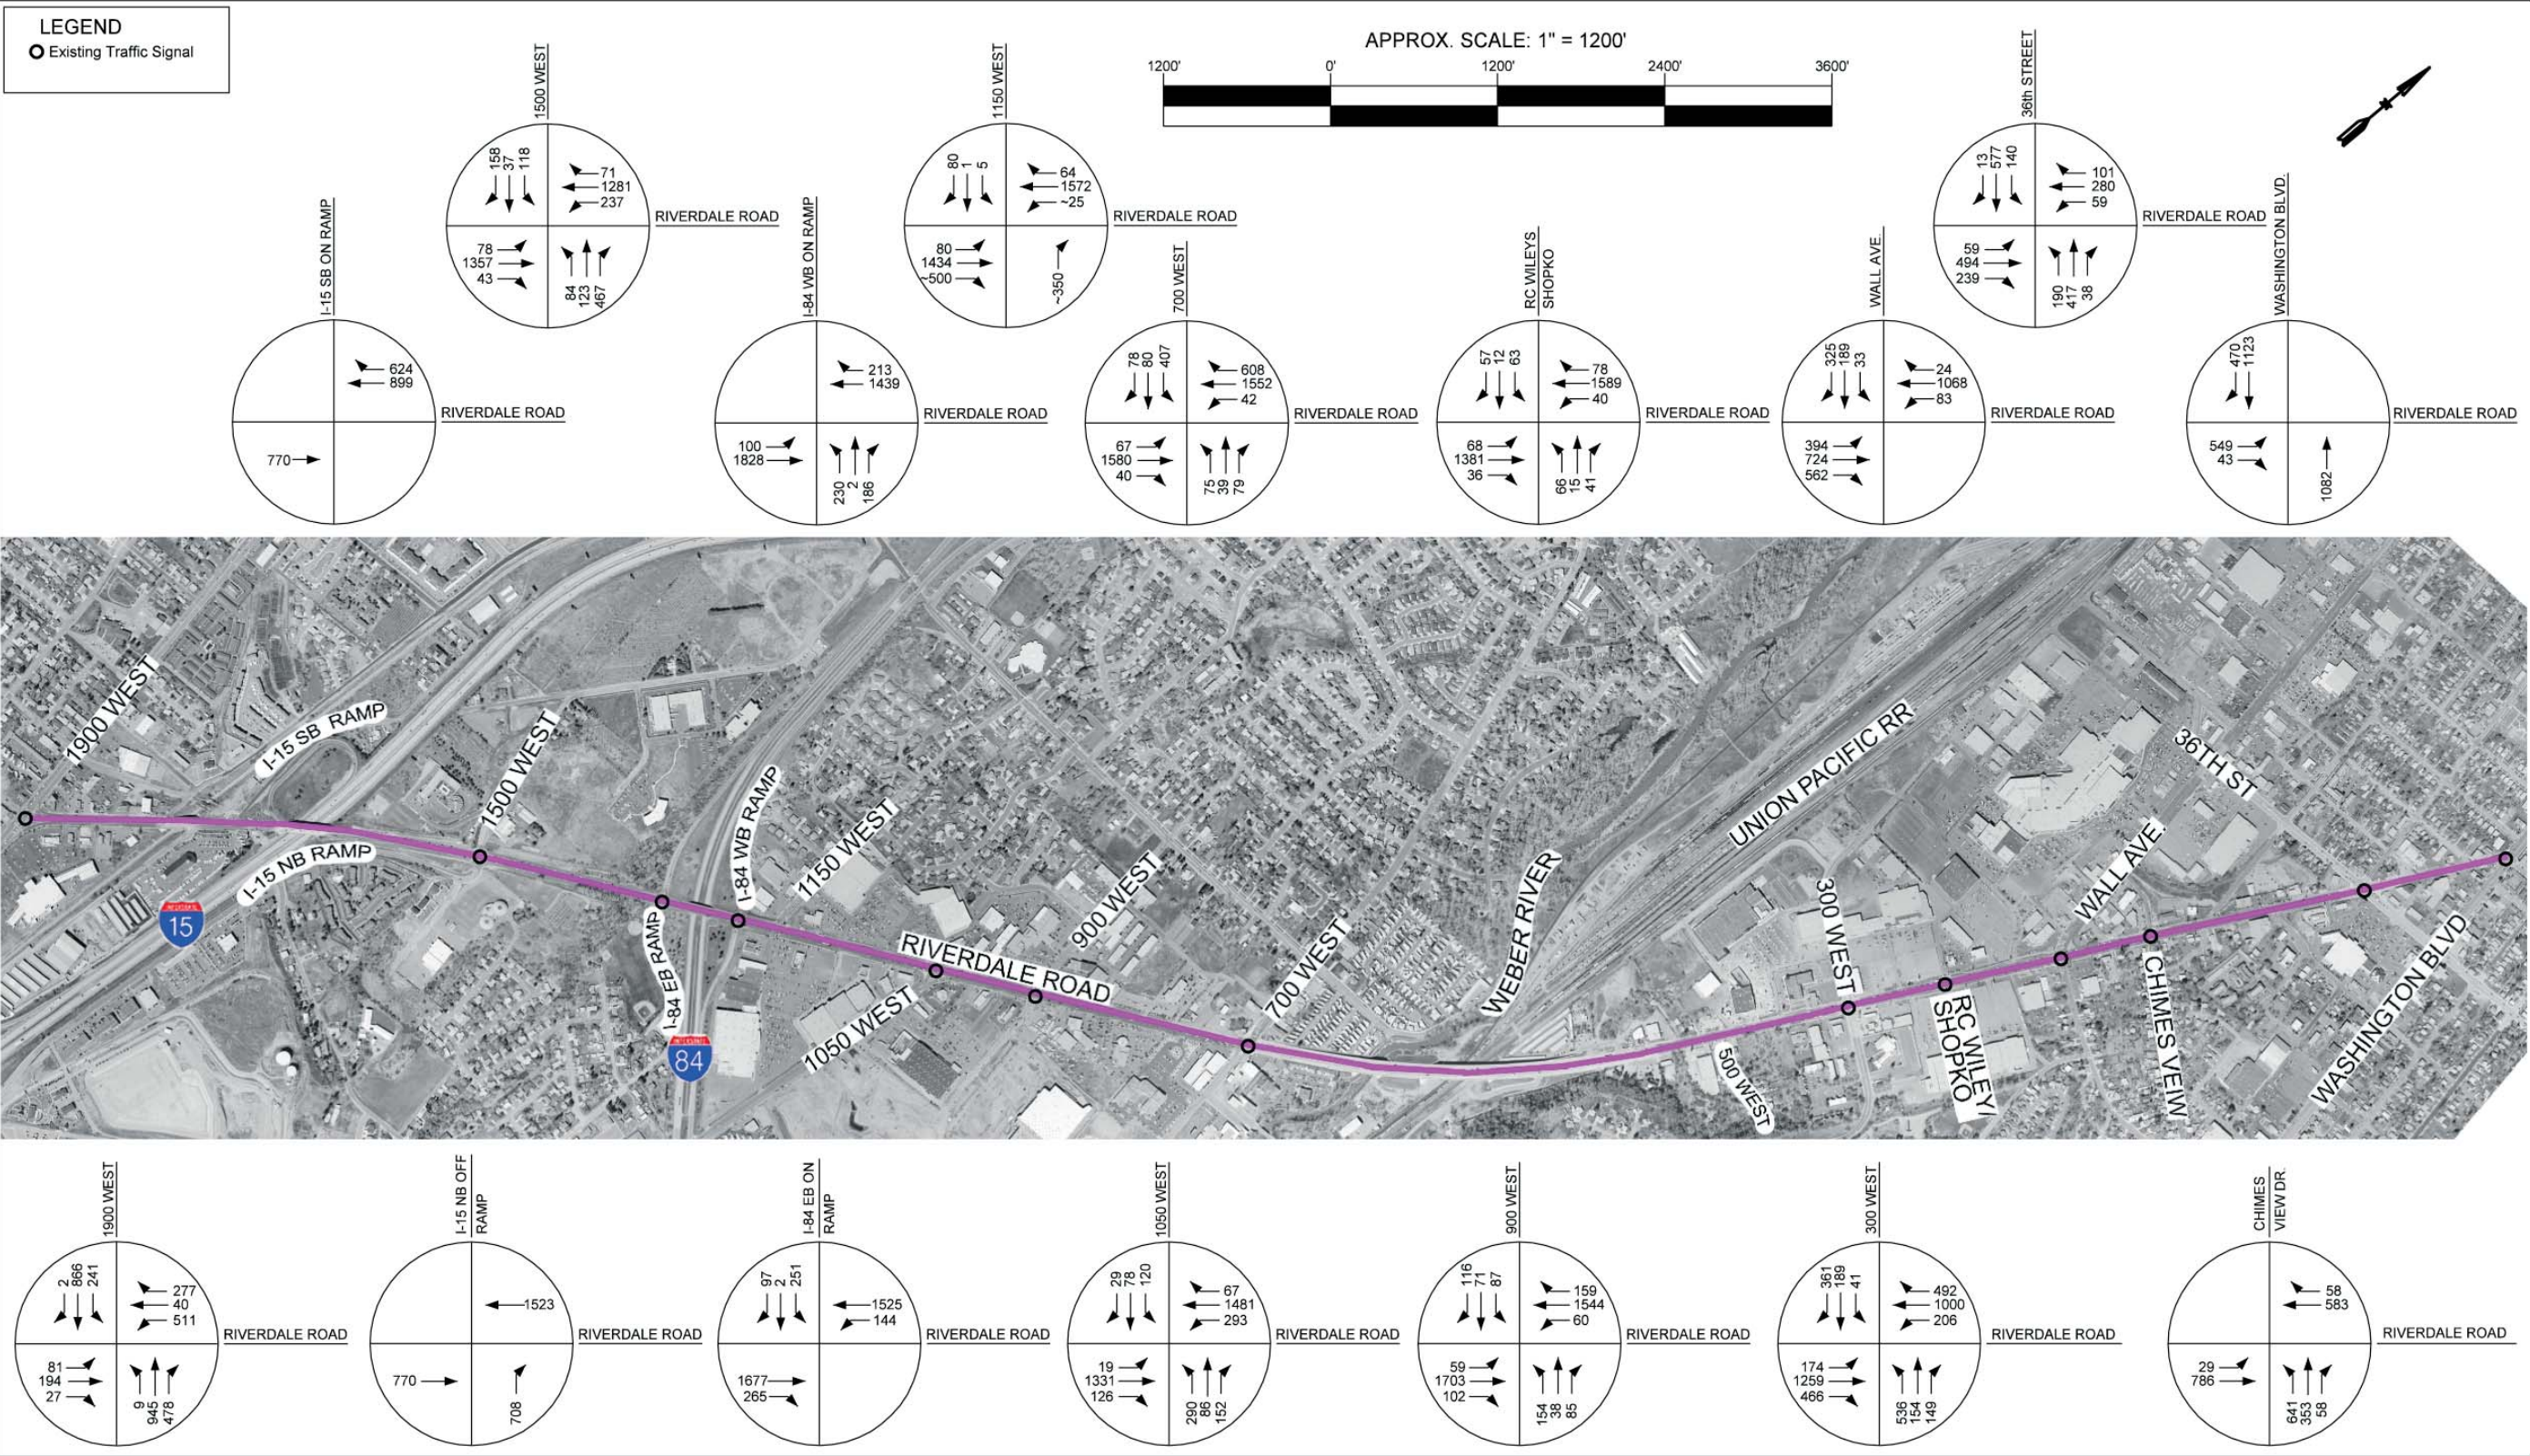 LEGEND
Existing Traffic Signal
APPROX. SCALE: 1" = 1200'
1200' 0' 1200' 2400' 3600'
1500 WEST
158 37 118
71
1281
237
78
1357
43
84 123 467
RIVERDALE ROAD
1150 WEST
80 1 5
64
1572
~25
80
1434
~500
~350
RIVERDALE ROAD
36th STREET
13 577 140
101
280
59
59
494
239
190 417 38
RIVERDALE ROAD
I-15 SB ON RAMP
624
899
770
RIVERDALE ROAD
I-84 WB ON RAMP
213
1439
100
1828
230 2 186
RIVERDALE ROAD
700 WEST
78 80 407
608
1552
42
67
1580
40
75 39 79
RIVERDALE ROAD
RC WILEYS
SHOPKO
57 12 63
78
1589
40
68
1381
36
66 15 41
RIVERDALE ROAD
WALL AVE.
325 189 33
24
1068
83
394
724
562
RIVERDALE ROAD
WASHINGTON BLVD.
470 1123
549
43
1082
RIVERDALE ROAD
1900 WEST
I-15 SB RAMP
I-15 NB RAMP
INTERSTATE
15
1500 WEST
I-84 EB RAMP
I-84 WB RAMP
INTERSTATE
84
1150 WEST
1050 WEST
RIVERDALE ROAD
900 WEST
700 WEST
WEBER RIVER
UNION PACIFIC RR
500 WEST
300 WEST
RC WILEY/
SHOPKO
WALL AVE.
CHIMES VEIW
36TH ST
WASHINGTON BLVD
1900 WEST
2 866 241
277
40
511
81
194
27
9 945 478
RIVERDALE ROAD
I-15 NB OFF
RAMP
1523
770
708
RIVERDALE ROAD
I-84 EB ON
RAMP
97 2 251
1525
144
1677
265
RIVERDALE ROAD
1050 WEST
29 78 120
67
1481
293
19
1331
126
290 86 152
RIVERDALE ROAD
900 WEST
116 71 87
159
1544
60
59
1703
102
154 38 85
RIVERDALE ROAD
300 WEST
361 189 41
492
1000
206
174
1259
466
536 154 149
RIVERDALE ROAD
CHIMES
VIEW DR.
58
583
29
786
641 353 58
RIVERDALE ROAD